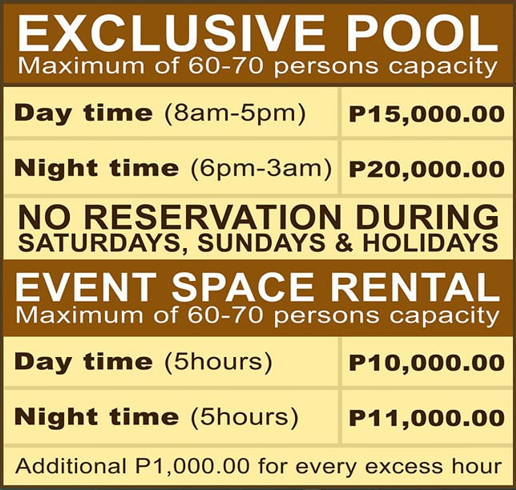 EXCLUSIVE POOL
Maximum of 60-70 persons capacity
Day time (8am-5pm) P15,000.00
Night time (6pm-3am) P20,000.00
NO RESERVATION DURING
SATURDAYS, SUNDAYS & HOLIDAYS
EVENT SPACE RENTAL
Maximum of 60-70 persons capacity
Day time (5hours) P10,000.00
Night time (5hours) P11,000.00
Additional P1,000.00 for every excess hour